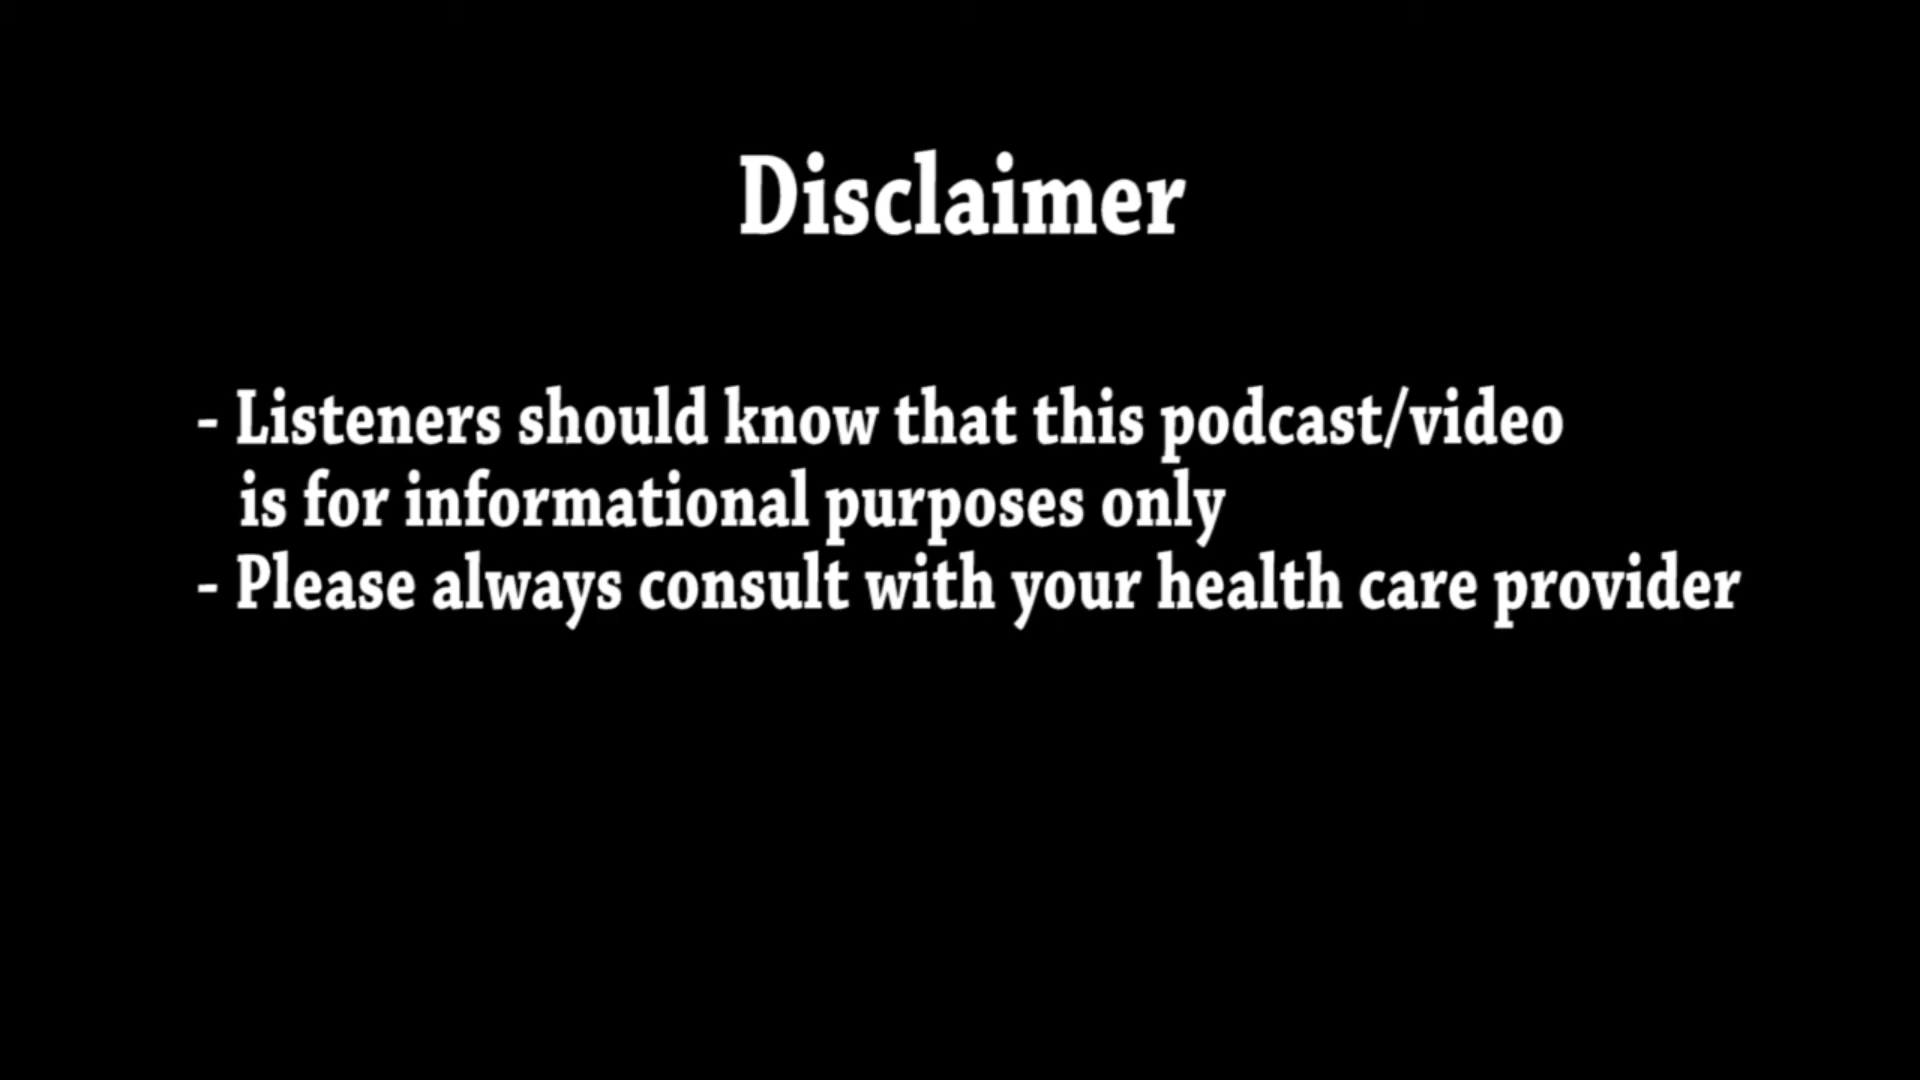 Disclaimer
- Listeners should know that this podcast/video
is for informational purposes only
- Please always consult with your health care provider